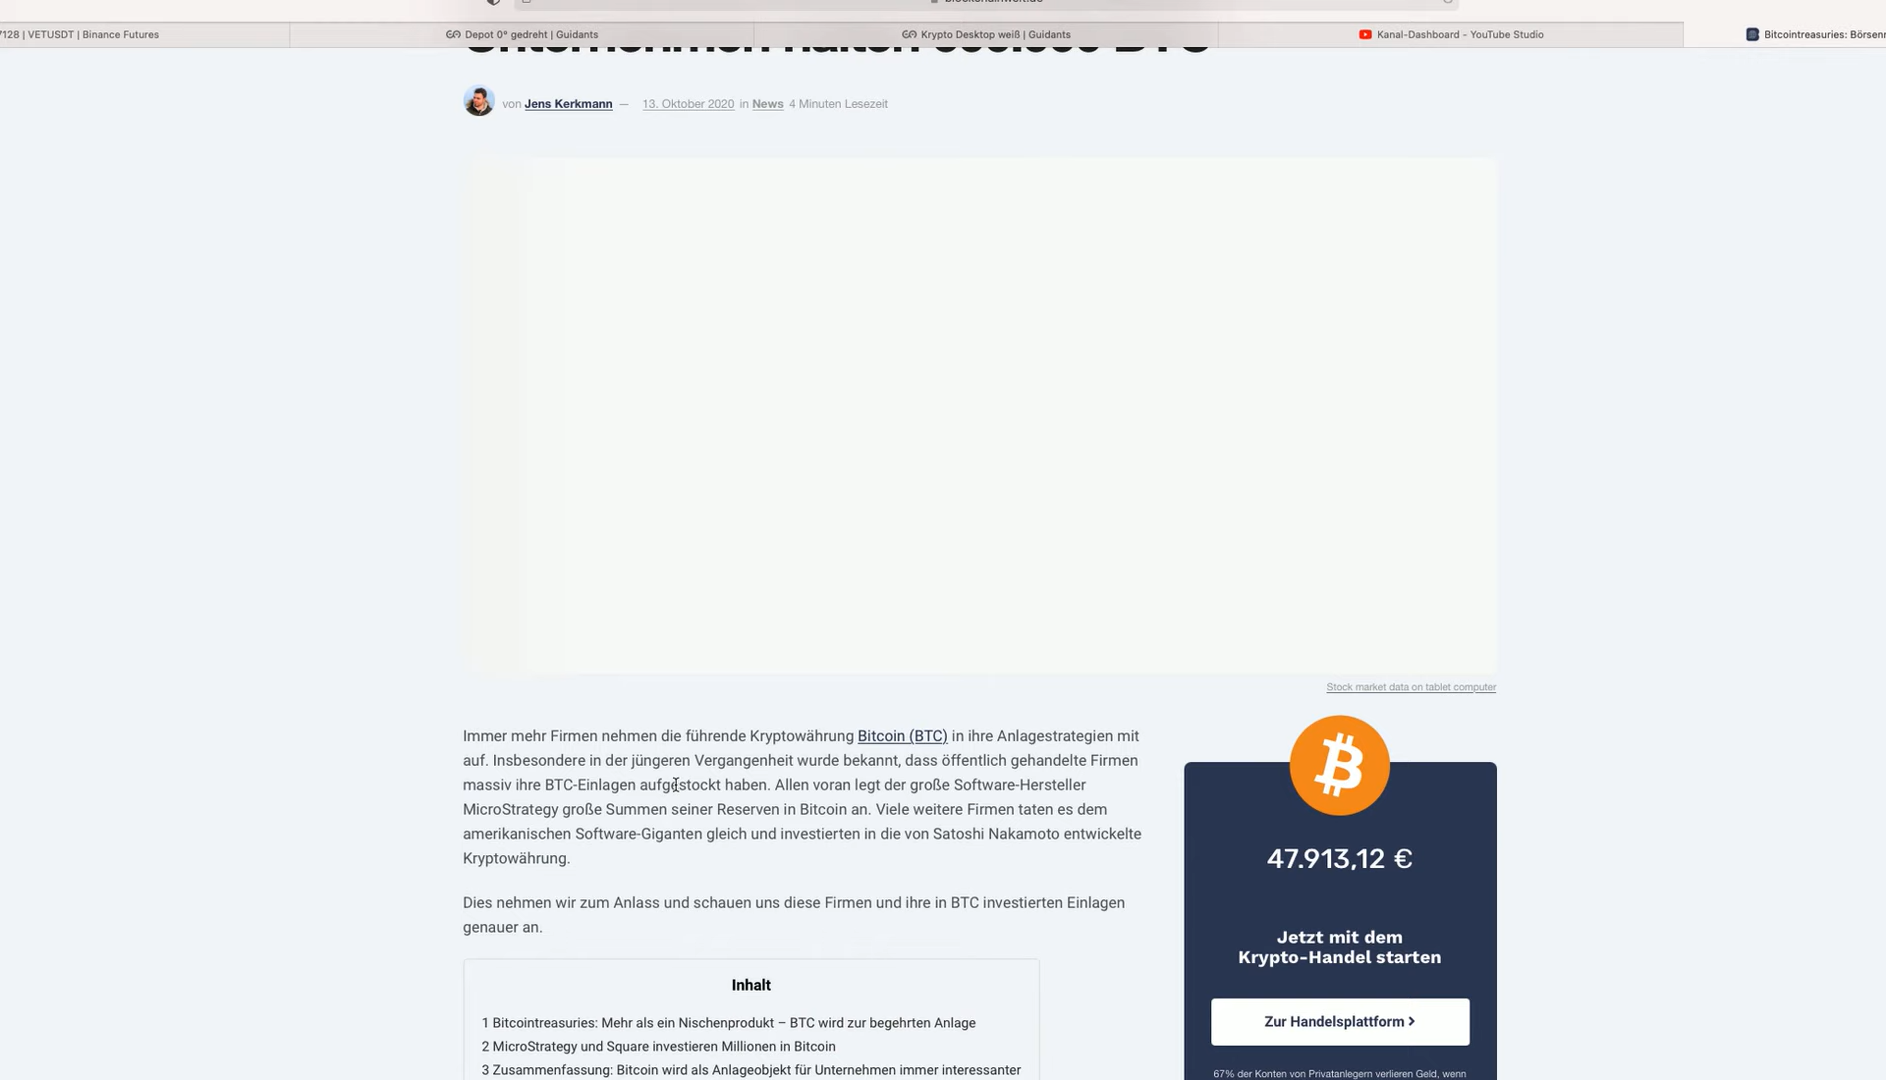 7128 | VETUSDT | Binance Futures
Depot 0° gedreht | Guidants
Krypto Desktop weiß | Guidants
Kanal-Dashboard - YouTube Studio
Bitcointreasuries:
von Jens Kerkmann — 13. Oktober 2020 in News 4 Minuten Lesezeit
Stock market data on tablet computer
Immer mehr Firmen nehmen die führende Kryptowährung Bitcoin (BTC) in ihre Anlagestrategien mit
auf. Insbesondere in der jüngeren Vergangenheit wurde bekannt, dass öffentlich gehandelte Firmen
massiv ihre BTC-Einlagen aufgestockt haben. Allen voran legt der große Software-Hersteller
MicroStrategy große Summen seiner Reserven in Bitcoin an. Viele weitere Firmen taten es dem
amerikanischen Software-Giganten gleich und investierten in die von Satoshi Nakamoto entwickelte
Kryptowährung.
Dies nehmen wir zum Anlass und schauen uns diese Firmen und ihre in BTC investierten Einlagen
genauer an.
Inhalt
1 Bitcointreasuries: Mehr als ein Nischenprodukt – BTC wird zur begehrten Anlage
2 MicroStrategy und Square investieren Millionen in Bitcoin
3 Zusammenfassung: Bitcoin wird als Anlageobjekt für Unternehmen immer interessanter
47.913,12 €
Jetzt mit dem
Krypto-Handel starten
Zur Handelsplattform
67% der Konten von Privatanlegern verlieren Geld, wenn